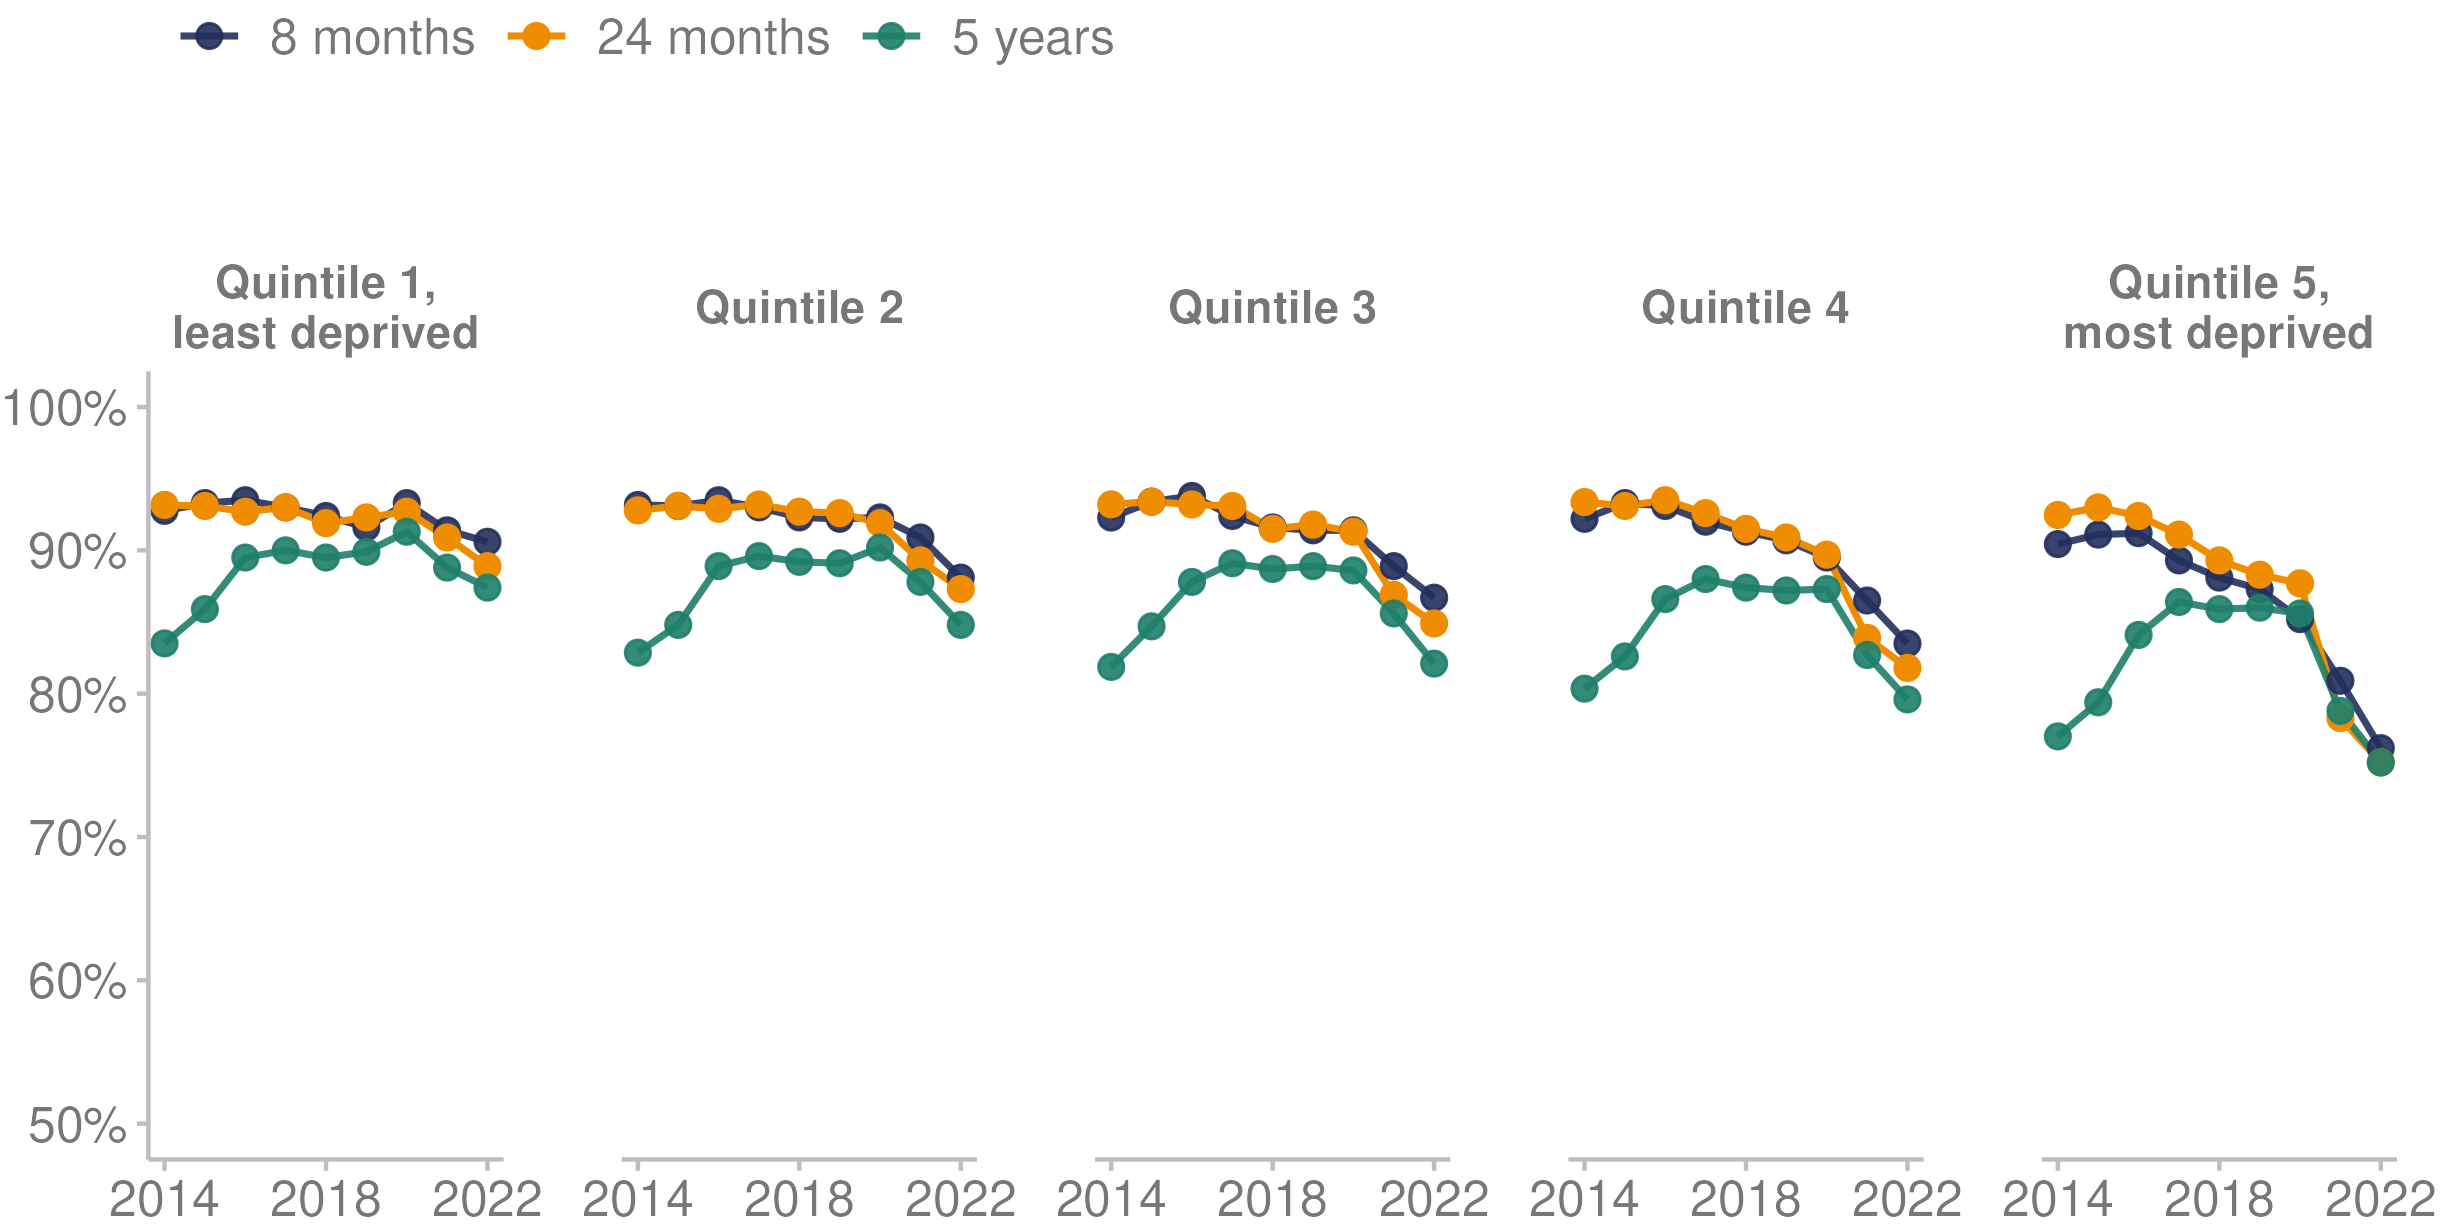 8 months 24 months 5 years
Quintile 1,
least deprived
Quintile 2
Quintile 3
Quintile 4
Quintile 5,
most deprived
100%
90%
80%
70%
60%
50%
2014 2018 2022 2014 2018 2022 2014 2018 2022 2014 2018 2022 2014 2018 2022